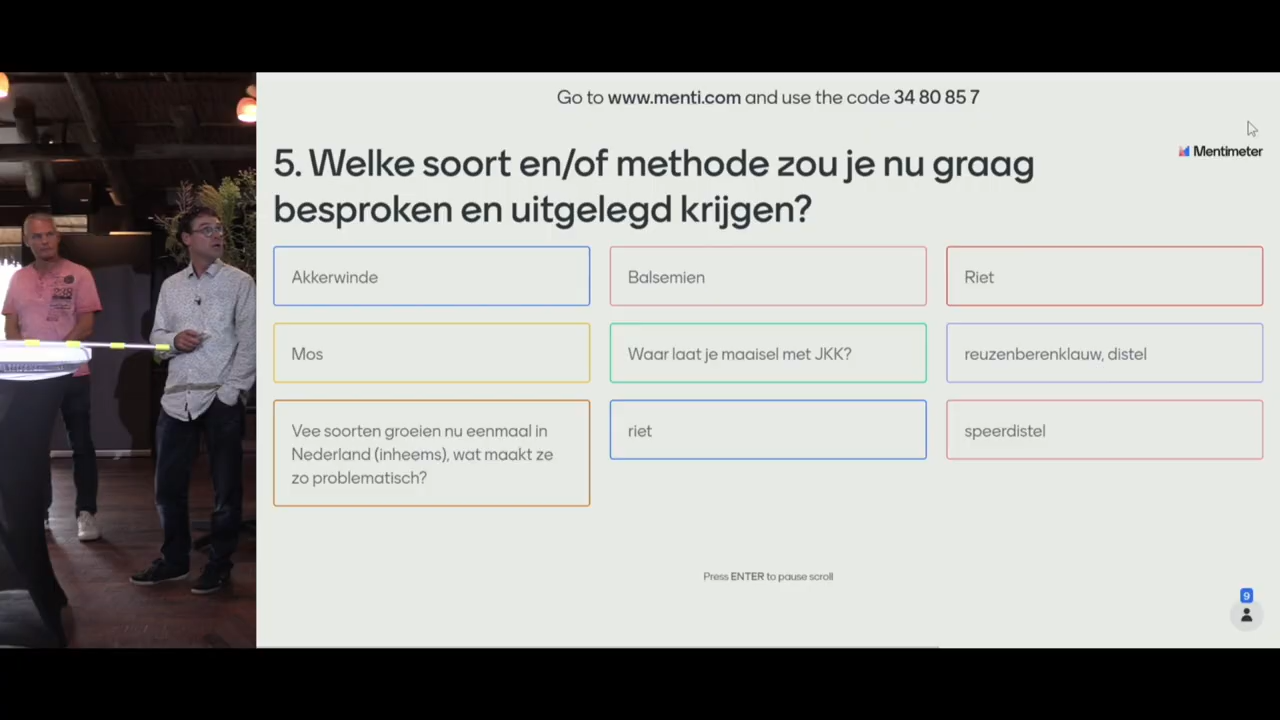 Go to www.menti.com and use the code 34 80 85 7
Mentimeter
5. Welke soort en/of methode zou je nu graag
besproken en uitgelegd krijgen?
Akkerwinde
Balsemien
Riet
Mos
Waar laat je maaisel met JKK?
reuzenberenklauw, distel
Vee soorten groeien nu eenmaal in
Nederland (inheems), wat maakt ze
zo problematisch?
riet
speerdistel
Press ENTER to pause scroll
9